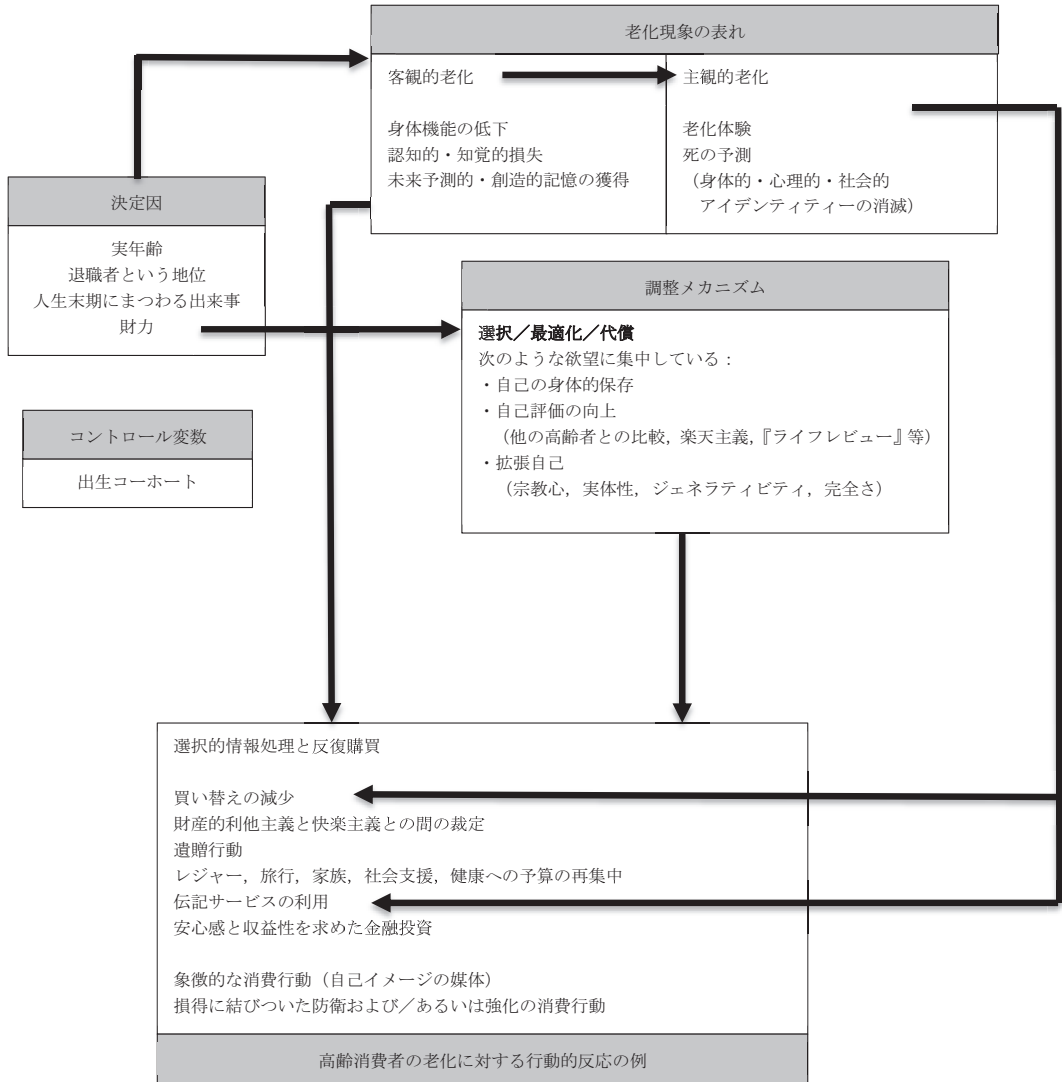 老化現象の表れ
客観的老化
身体機能の低下
認知的・知覚的損失
未来予測的・創造的記憶の獲得
主観的老化
老化体験
死の予測
（身体的・心理的・社会的
アイデンティティーの消滅）
決定因
実年齢
退職者という地位
人生末期にまつわる出来事
財力
調整メカニズム
選択／最適化／代償
次のような欲望に集中している：
・自己の身体的保存
・自己評価の向上
（他の高齢者との比較，楽天主義，『ライフレビュー』等）
・拡張自己
（宗教心，実体性，ジェネラティビティ，完全さ）
コントロール変数
出生コーホート
選択的情報処理と反復購買
買い替えの減少
財産的利他主義と快楽主義との間の裁定
遺贈行動
レジャー，旅行，家族，社会支援，健康への予算の再集中
伝記サービスの利用
安心感と収益性を求めた金融投資
象徴的な消費行動（自己イメージの媒体）
損得に結びついた防衛および／あるいは強化の消費行動
高齢消費者の老化に対する行動的反応の例